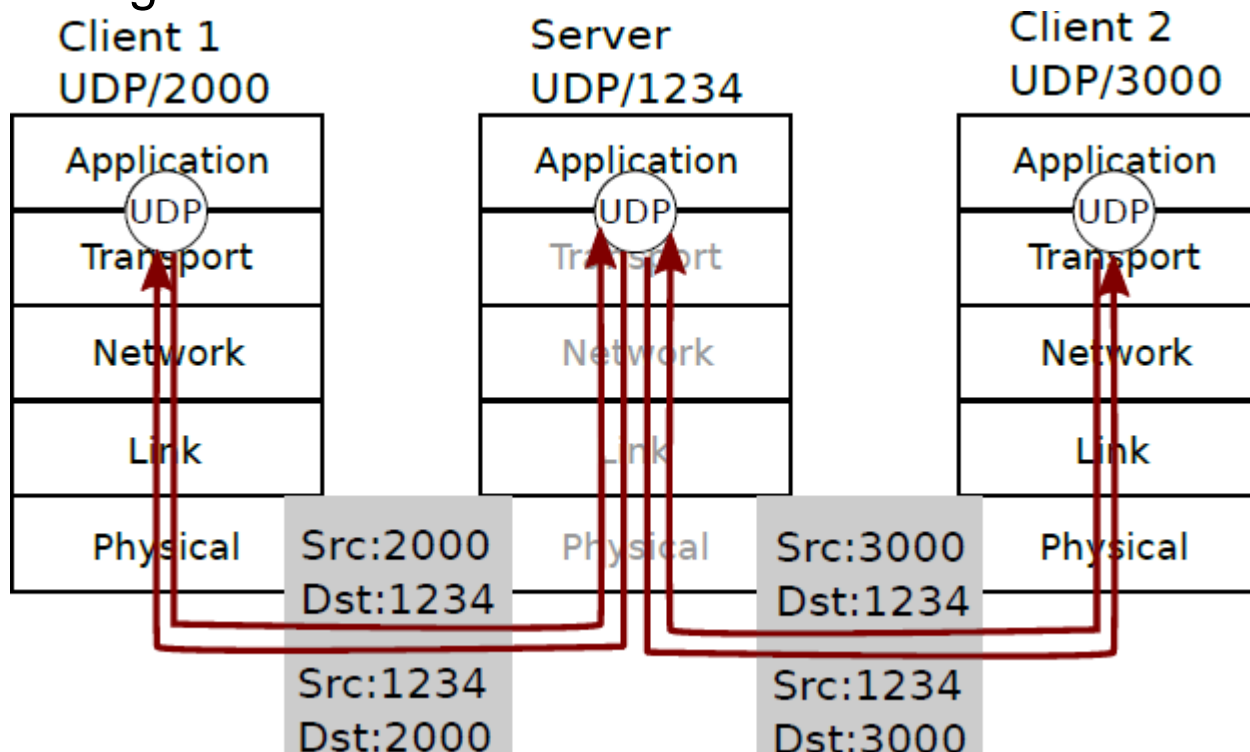 Client 1
UDP/2000
Application
UDP
Transport
Network
Link
Physical
Server
UDP/1234
Application
UDP
Transport
Network
Link
Physical
Client 2
UDP/3000
Application
UDP
Transport
Network
Link
Physical
Src:2000
Dst:1234
Src:1234
Dst:2000
Src:3000
Dst:1234
Src:1234
Dst:3000